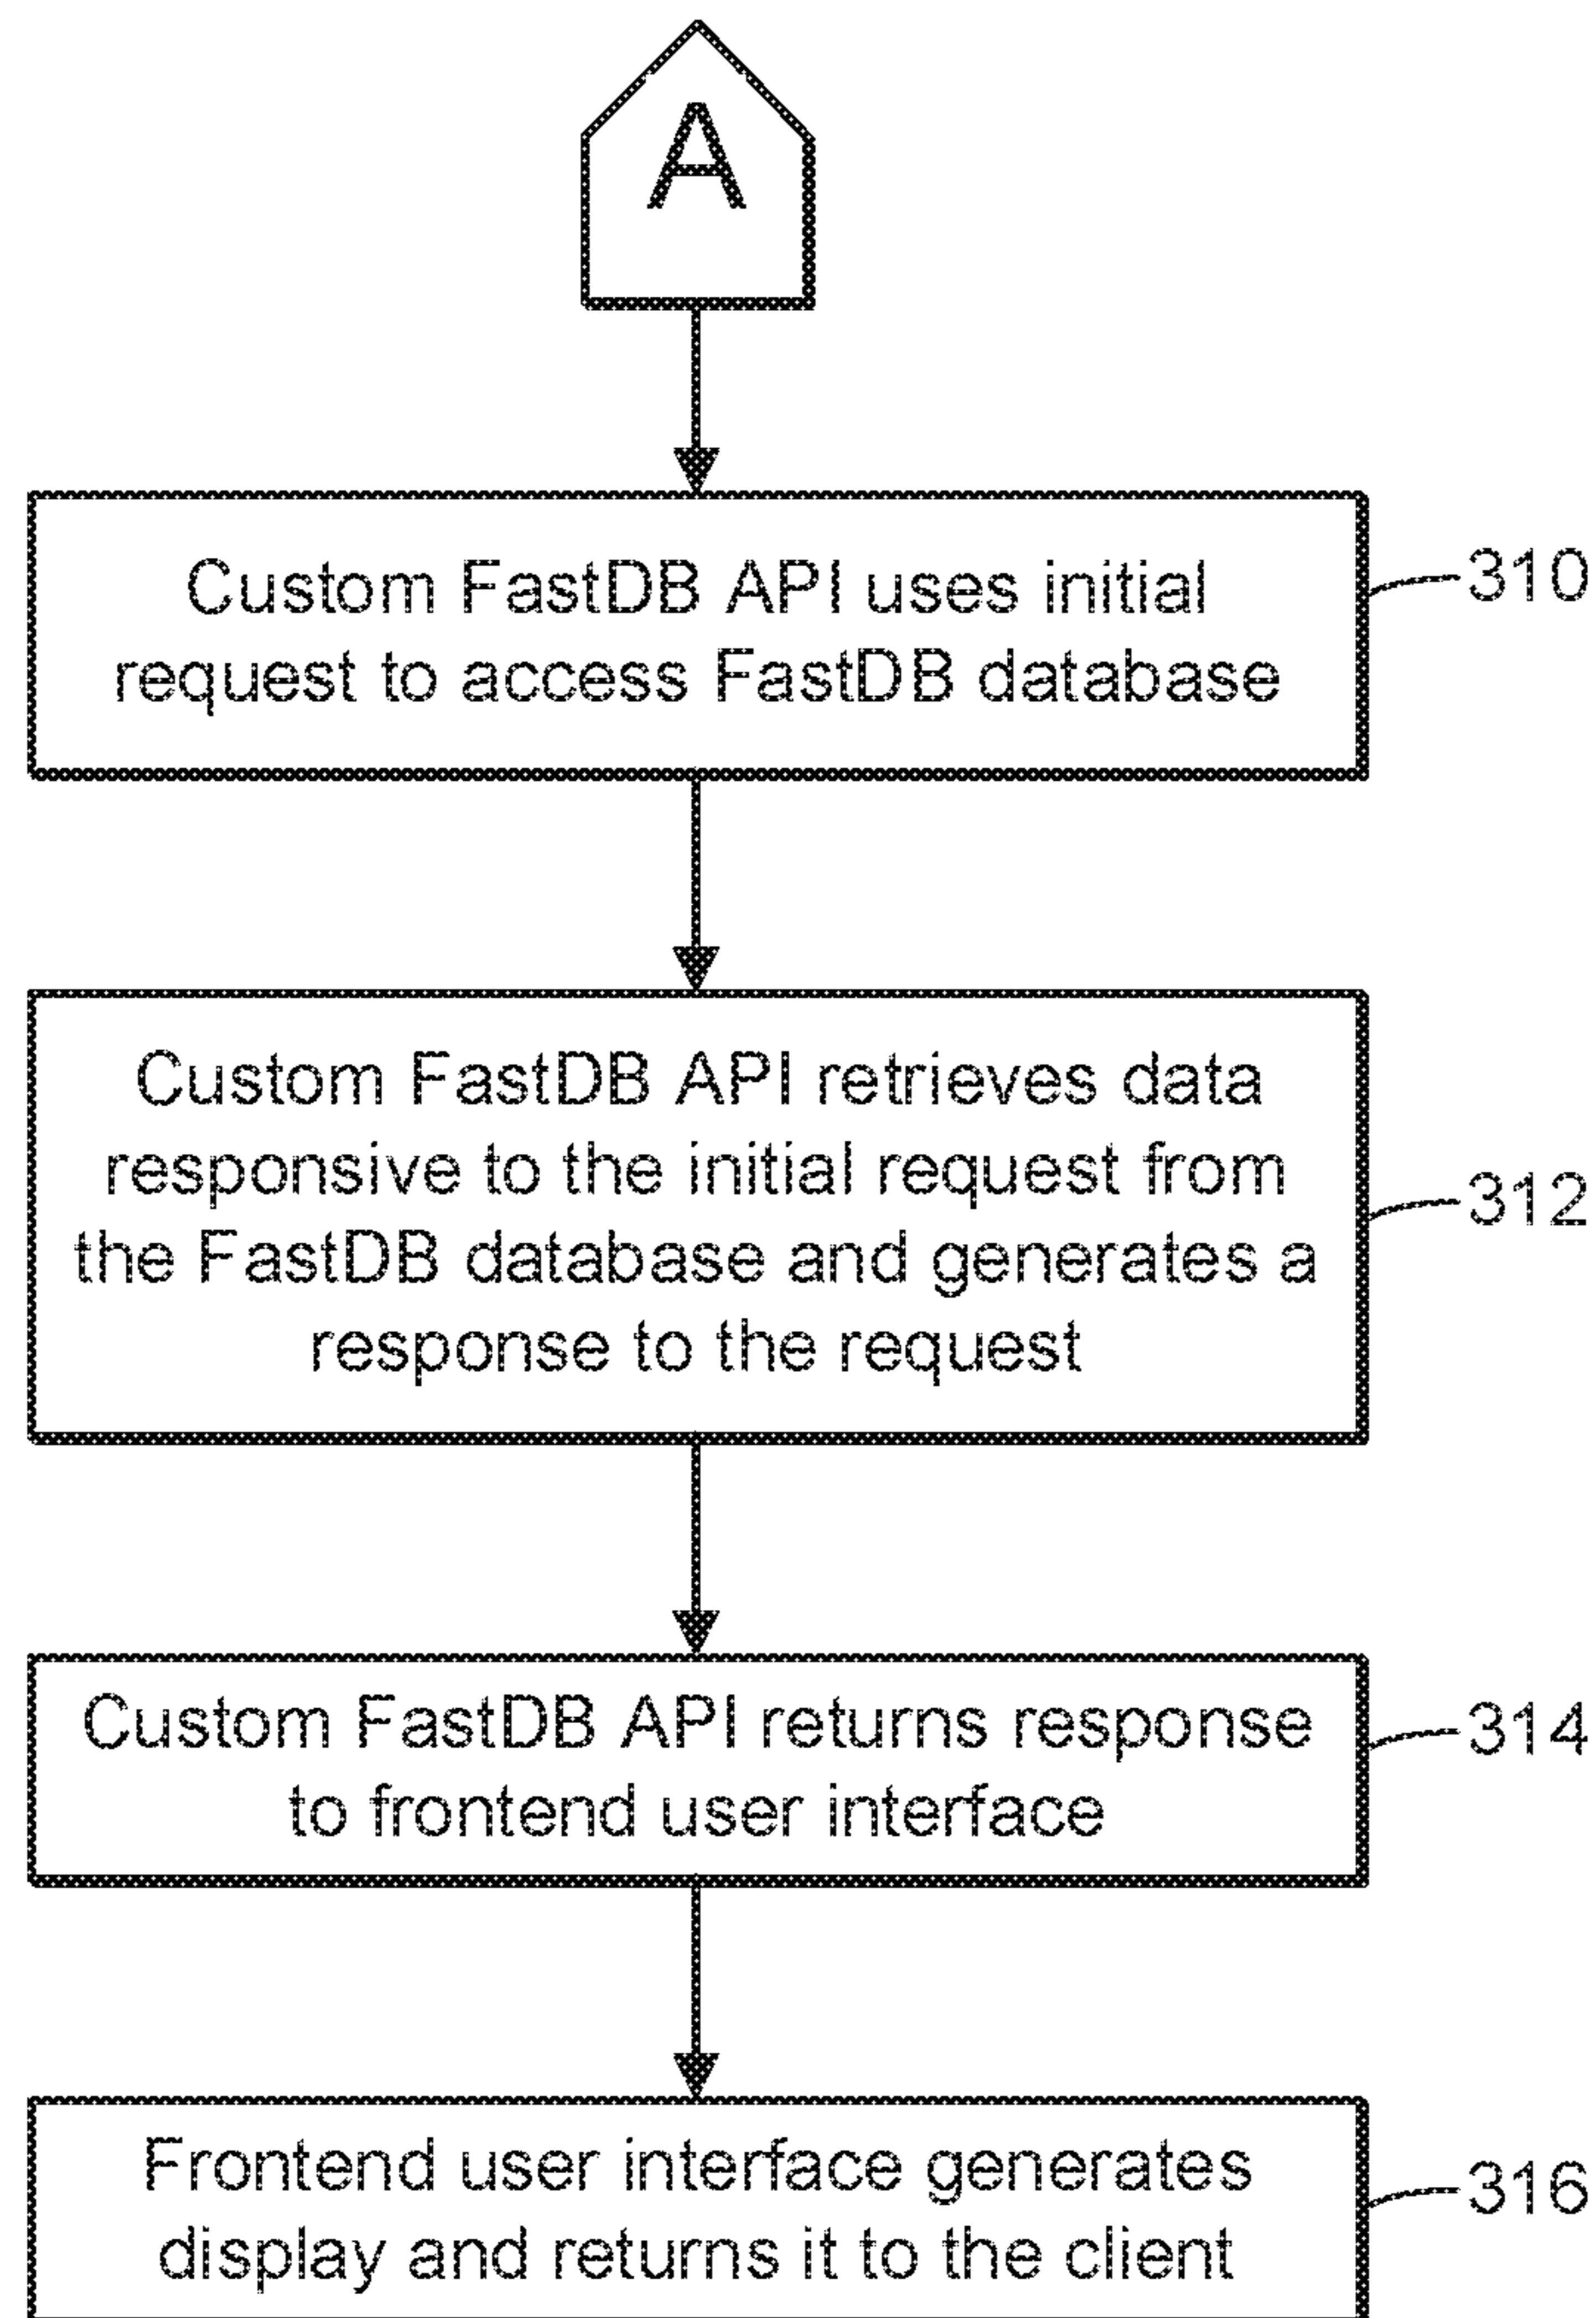 A
Custom FastDB API uses initial
request to access FastDB database
310
Custom FastDB API retrieves data
responsive to the initial request from
the FastDB database and generates a
response to the request
312
Custom FastDB API returns response
to frontend user interface
314
Frontend user interface generates
display and returns it to the client
316